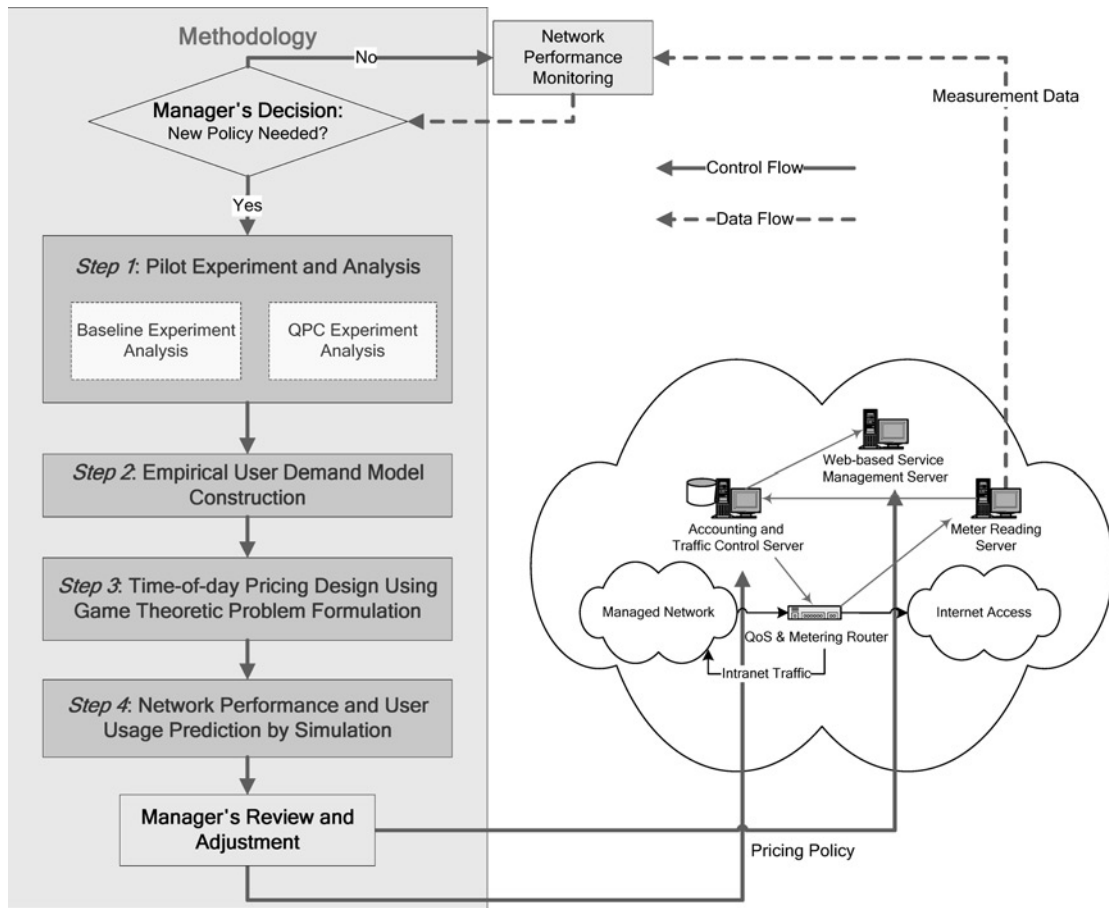 Methodology
No
Network
Performance
Monitoring
Measurement Data
Manager's Decision:
New Policy Needed?
Control Flow
Yes
Data Flow
Step 1: Pilot Experiment and Analysis
Baseline Experiment
Analysis
QPC Experiment
Analysis
Step 2: Empirical User Demand Model
Construction
Step 3: Time-of-day Pricing Design Using
Game Theoretic Problem Formulation
Step 4: Network Performance and User
Usage Prediction by Simulation
Manager's Review and
Adjustment
Web-based Service
Management Server
Accounting and
Traffic Control Server
Meter Reading
Server
Managed Network
QoS & Metering Router
Internet Access
Intranet Traffic
Pricing Policy